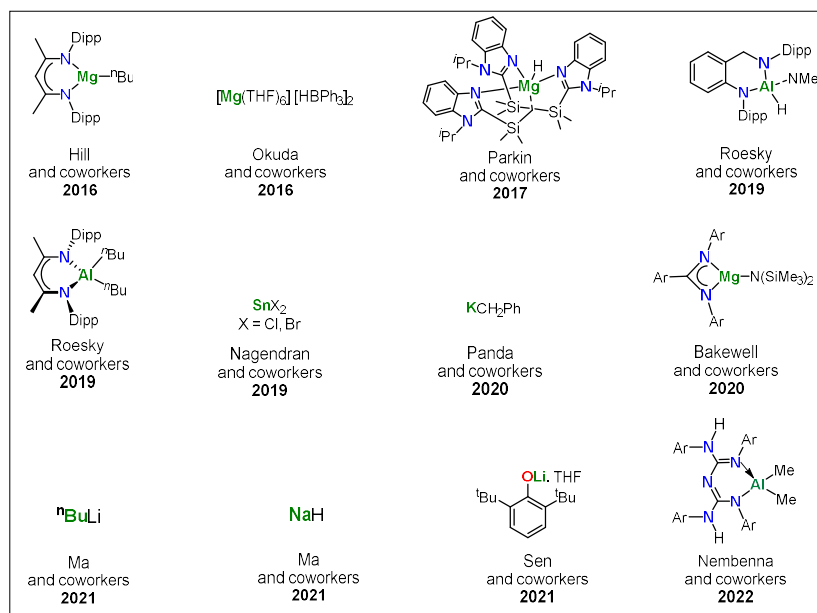 Dipp
N
Mg
nBu
N
Dipp
Hill
and coworkers
2016
[Mg(THF)6][HBPh3]2
Okuda
and coworkers
2016
iPr
N
N
H
N
Mg
N
N
N
iPr
Si
Si
Si
N
iPr
Parkin
and coworkers
2017
N
Dipp
Al
NMe
N
H
Dipp
Roesky
and coworkers
2019
Dipp
N
nBu
Al
nBu
N
Dipp
Roesky
and coworkers
2019
SnX2
X = Cl, Br
Nagendran
and coworkers
2019
KCH2Ph
Panda
and coworkers
2020
Ar
N
Ar
Mg
N(SiMe3)2
N
Ar
Bakewell
and coworkers
2020
nBuLi
Ma
and coworkers
2021
NaH
Ma
and coworkers
2021
OLi. THF
tBu
tBu
Sen
and coworkers
2021
H
Ar
N
Ar
N
Me
N
Al
Me
N
Ar
N
Ar
H
Nembenna
and coworkers
2022